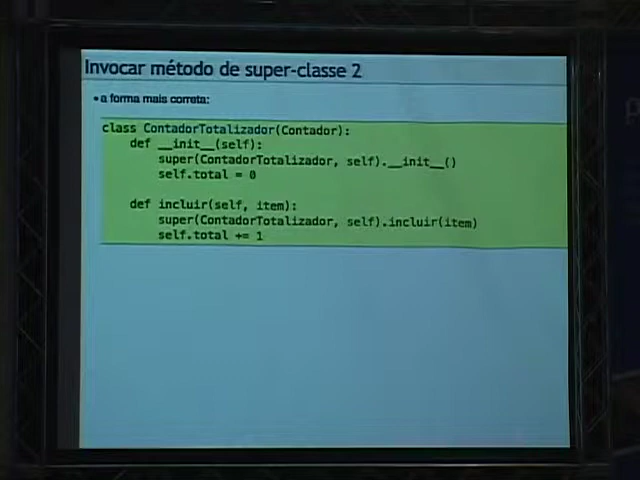 Invocar método de super-classe 2
• a forma mais correta:
class ContadorTotalizador(Contador):
    def __init__(self):
        super(ContadorTotalizador, self).__init__()
        self.total = 0

    def incluir(self, item):
        super(ContadorTotalizador, self).incluir(item)
        self.total += 1